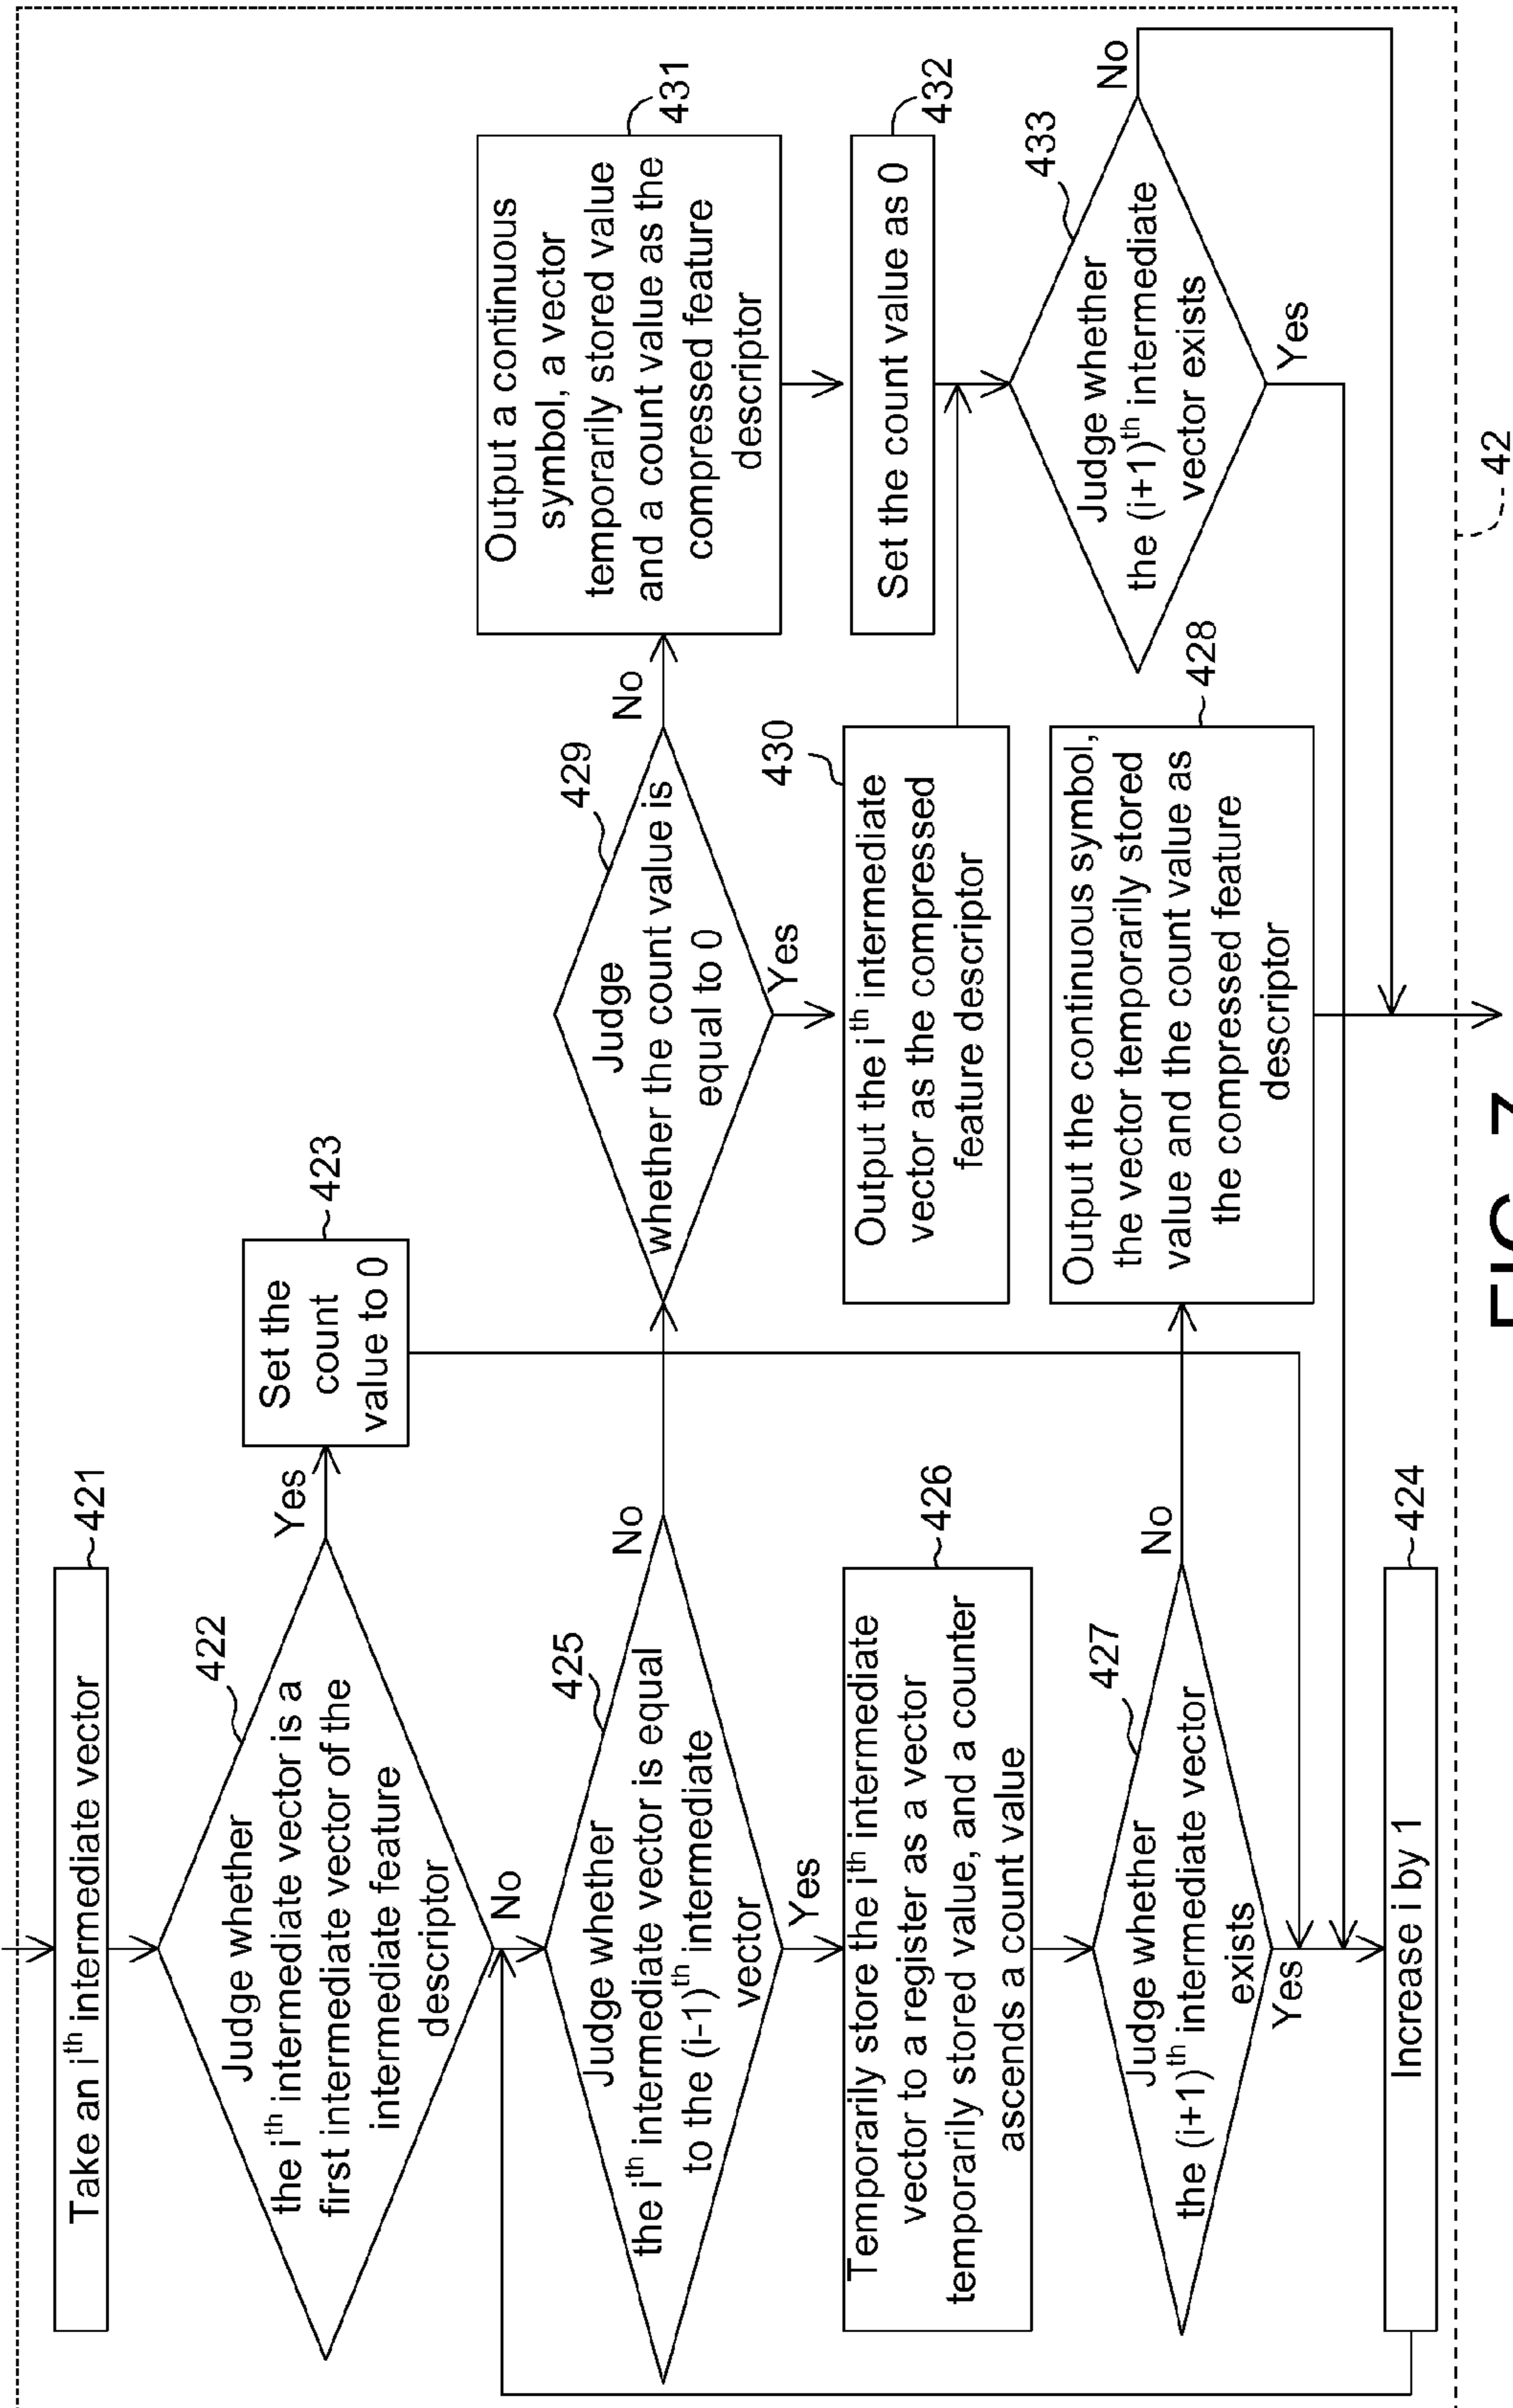 Take an i th intermediate vector
421
Judge whether
the i th intermediate vector is a
first intermediate vector of the
intermediate feature
descriptor
422
Yes
No
Set the
count
value to 0
423
Judge whether
the i th intermediate vector is equal
to the (i-1) th intermediate
vector
425
No
Yes
Judge
whether the count value is
equal to 0
429
No
Yes
Output a continuous
symbol, a vector
temporarily stored value
and a count value as the
compressed feature
descriptor
431
Temporarily store the i th intermediate
vector to a register as a vector
temporarily stored value, and a counter
ascends a count value
426
Output the i th intermediate
vector as the compressed
feature descriptor
430
Set the count value as 0
432
Judge whether
the (i+1) th intermediate vector
exists
427
No
Yes
Output the continuous symbol,
the vector temporarily stored
value and the count value as
the compressed feature
descriptor
428
Judge whether
the (i+1) th intermediate
vector exists
433
No
Yes
Increase i by 1
424
42